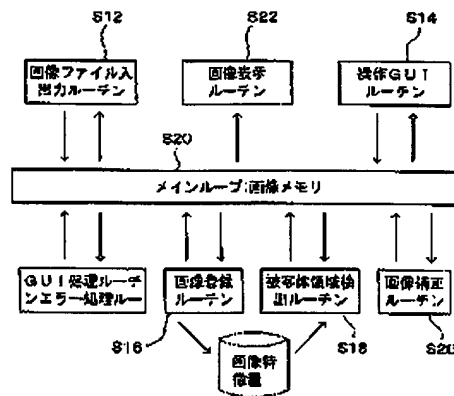 S12
S22
S14
画像ファイル入
出力ルーチン
画像表示
ルーチン
操作GUI
ルーチン
S20
メインループ:画像メモリ
GUI処理ルーチ
ンエラー処理ルー
画像登録
ルーチン
被写体領域検
出ルーチン
画像描画
ルーチン
S16
S18
S20
画像特
徴量